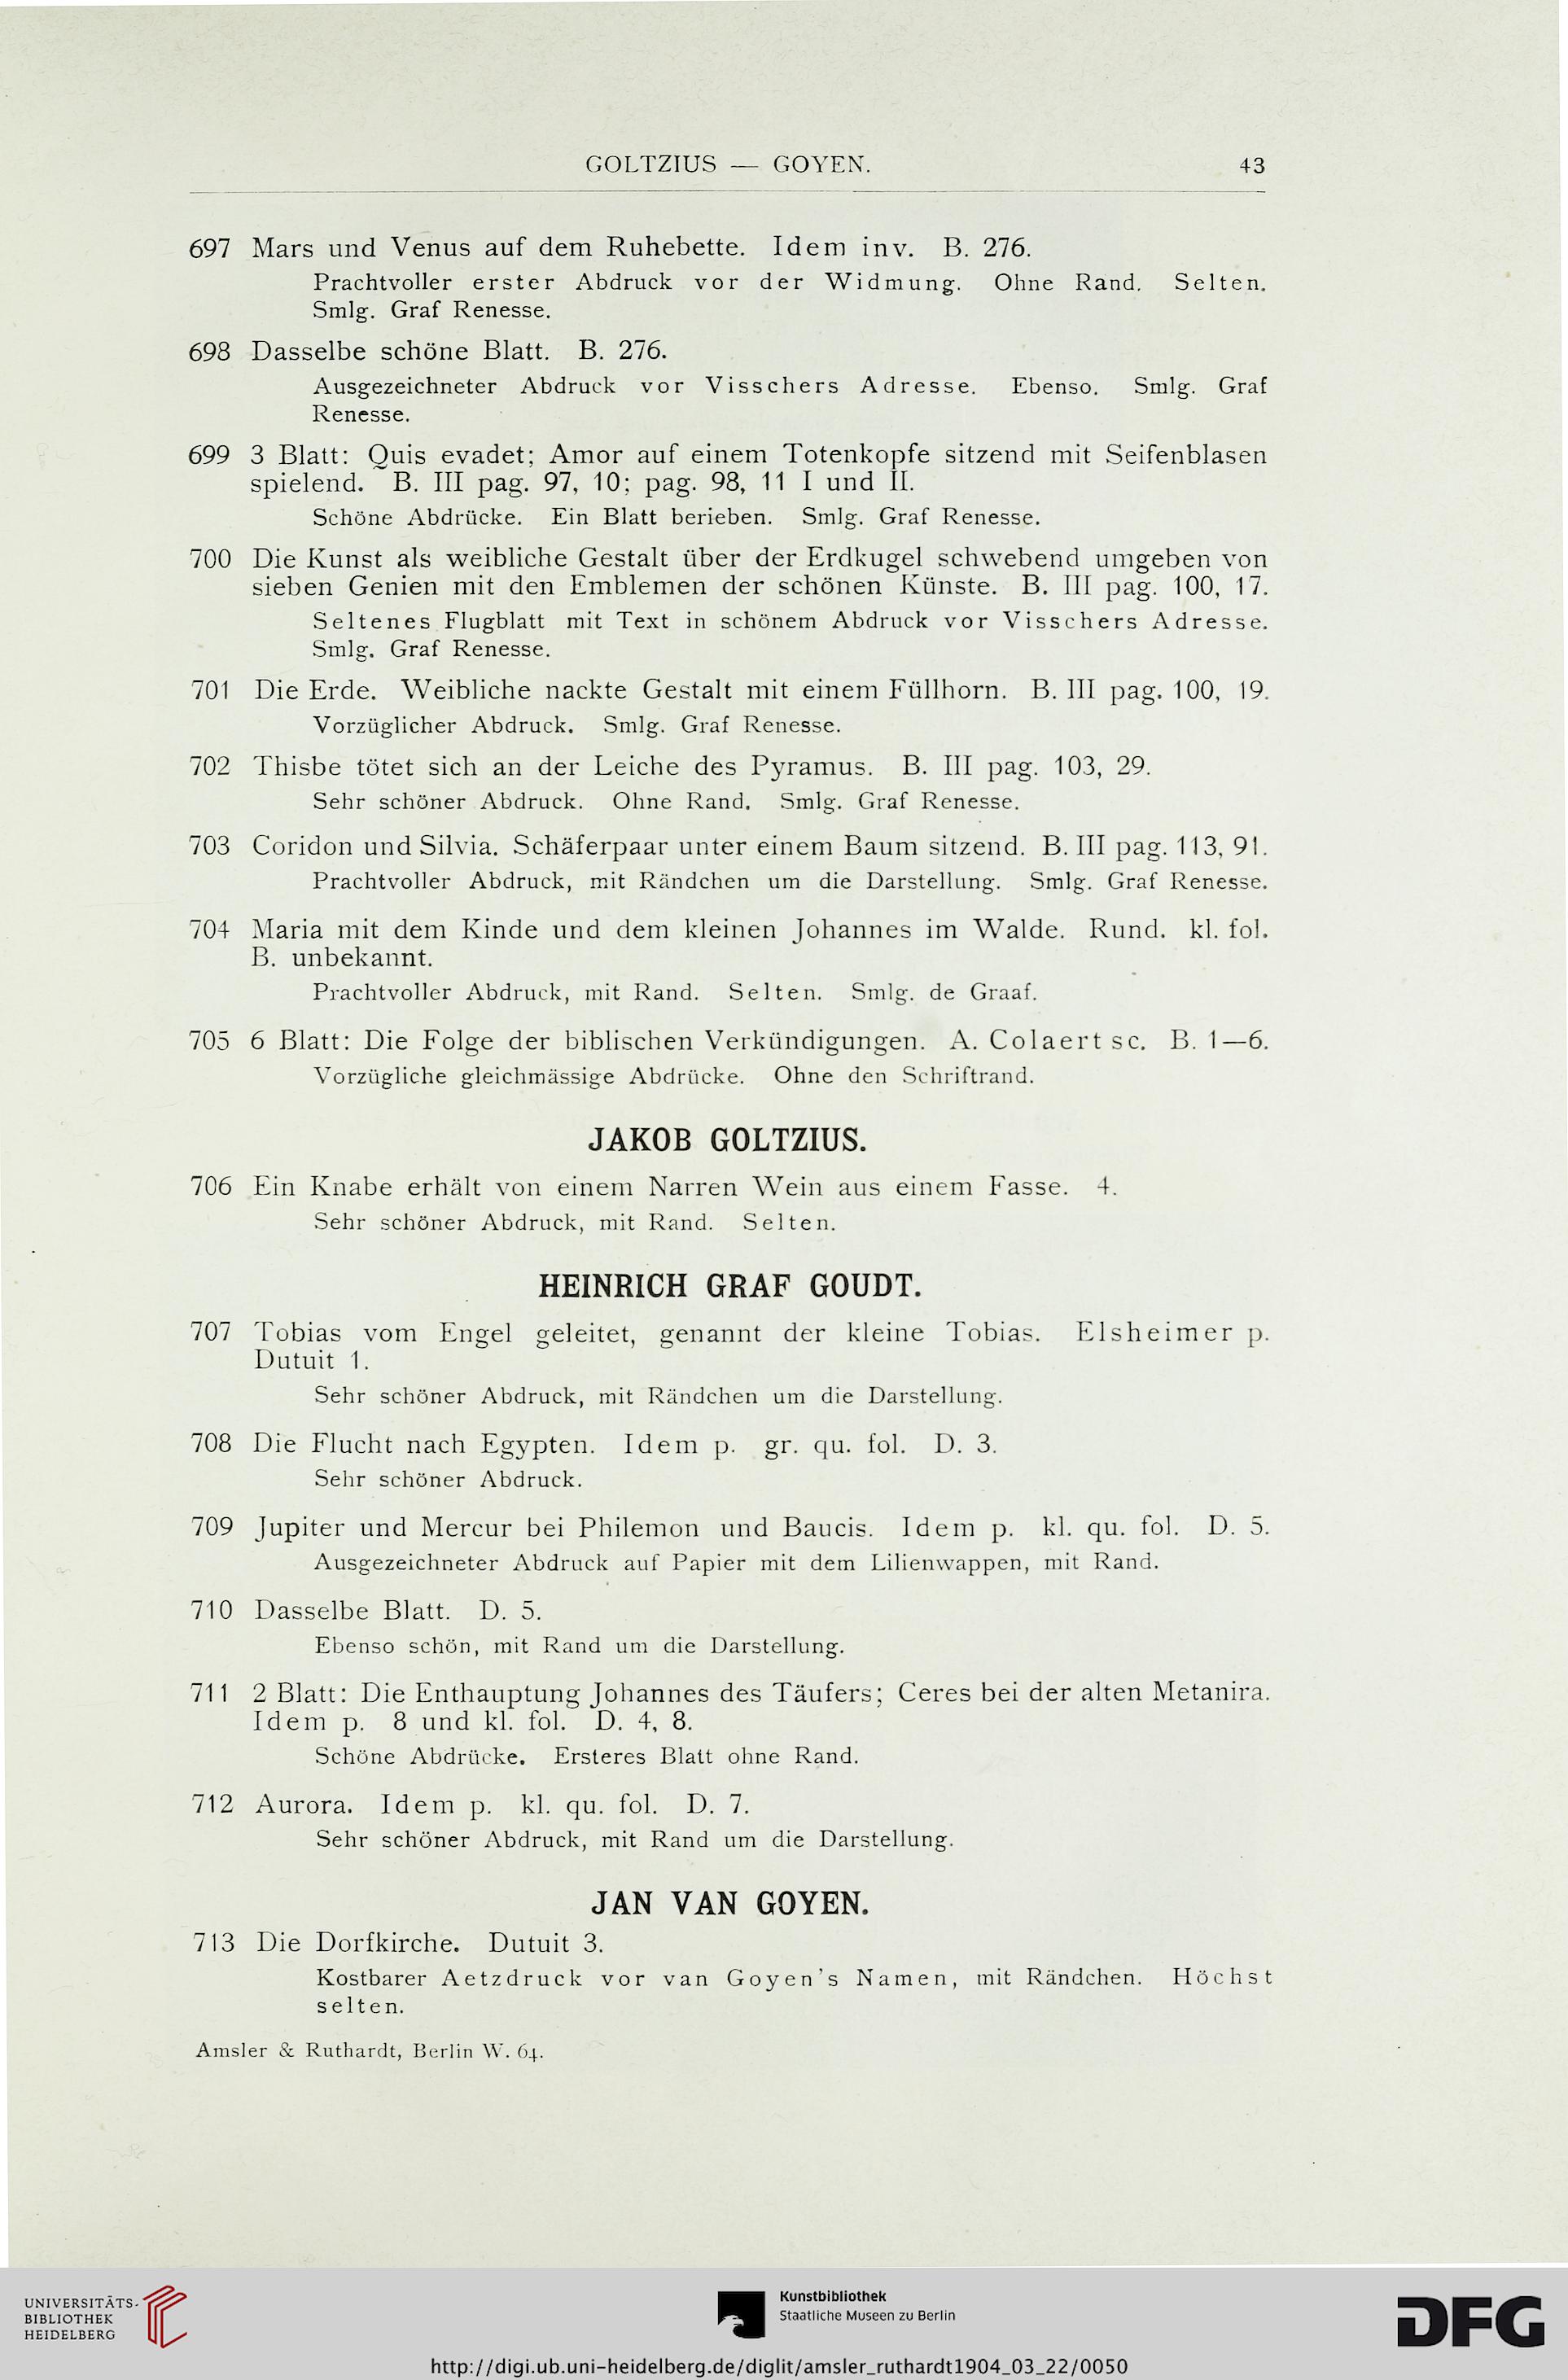 GOLTZIUS — GOYEN. 43
697 Mars und Venus auf dem Ruhebette. Idem inv. B. 276.
Prachtvoller erster Abdruck vor der Widmung. Ohne Rand. Selten.
Smlg. Graf Renesse.
698 Dasselbe schöne Blatt. B. 276.
Ausgezeichneter Abdruck vor Visschers Adresse. Ebenso. Smlg. Graf
Renesse.
699 3 Blatt: Quis evadet; Amor auf einem Totenkopfe sitzend mit Seifenblasen
spielend. B. III pag. 97, 10; pag. 98, 11 I und II.
Schöne Abdrücke. Ein Blatt berieben. Smlg. Graf Renesse.
700 Die Kunst als weibliche Gestalt über der Erdkugel schwebend umgeben von
sieben Genien mit den Emblemen der schönen Künste. B. III pag. 100, 17.
Seltenes Flugblatt mit Text in schönem Abdruck vor Visschers Adresse.
Smlg. Graf Renesse.
701 Die Erde. Weibliche nackte Gestalt mit einem Füllhorn. B. III pag. 100, 19.
Vorzüglicher Abdruck. Smlg. Graf Renesse.
702 Thisbe tötet sich an der Leiche des Pyramus. B. III pag. 103, 29.
Sehr schöner Abdruck. Ohne Rand. Smlg. Graf Renesse.
703 Coridon und Silvia. Schäferpaar unter einem Baum sitzend. B. III pag. 113, 91.
Prachtvoller Abdruck, mit Rändchen um die Darstellung. Smlg. Graf Renesse.
704 Maria mit dem Kinde und dem kleinen Johannes im Walde. Rund. kl. fol.
B. unbekannt.
Prachtvoller Abdruck, mit Rand. Selten. Smlg. de Graaf.
705 6 Blatt: Die Folge der biblischen Verkündigungen. A. Colaert sc. B. 1—6.
Vorzügliche gleichmässige Abdrücke. Ohne den Schriftrand.
JAKOB GOLTZIUS.
706 Ein Knabe erhält von einem Narren Wein aus einem Fasse. 4.
Sehr schöner Abdruck, mit Rand. Selten.
HEINRICH GRAF GOUDT.
707 Tobias vom Engel geleitet, genannt der kleine Tobias. Elsheimer p.
Dutuit 1.
Sehr schöner Abdruck, mit Rändchen um die Darstellung.
708 Die Flucht nach Egypten. Idem p. gr. qu. fol. D. 3.
Sehr schöner Abdruck.
709 Jupiter und Mercur bei Philemon und Baucis. Idem p. kl. qu. fol. D. 5.
Ausgezeichneter Abdruck auf Papier mit dem Lilienwappen, mit Rand.
710 Dasselbe Blatt. D. 5.
Ebenso schön, mit Rand um die Darstellung.
711 2 Blatt: Die Enthauptung Johannes des Täufers; Ceres bei der alten Metanira.
Idem p. 8 und kl. fol. D. 4, 8.
Schöne Abdrücke. Ersteres Blatt ohne Rand.
712 Aurora. Idem p. kl. qu. fol. D. 7.
Sehr schöner Abdruck, mit Rand um die Darstellung.
JAN VAN GOYEN.
713 Die Dorfkirche. Dutuit 3.
Kostbarer Aetzdruck vor van Goyen's Namen, mit Rändchen. Höchst
selten.
Amsler & Ruthardt, Berlin W. 64.
UNIVERSITÄTS-
BIBLIOTHEK
HEIDELBERG
Kunstbibliothek
Staatliche Museen zu Berlin
DFG
http://digi.ub.uni-heidelberg.de/diglit/amsler_ruthardt1904_03_22/0050